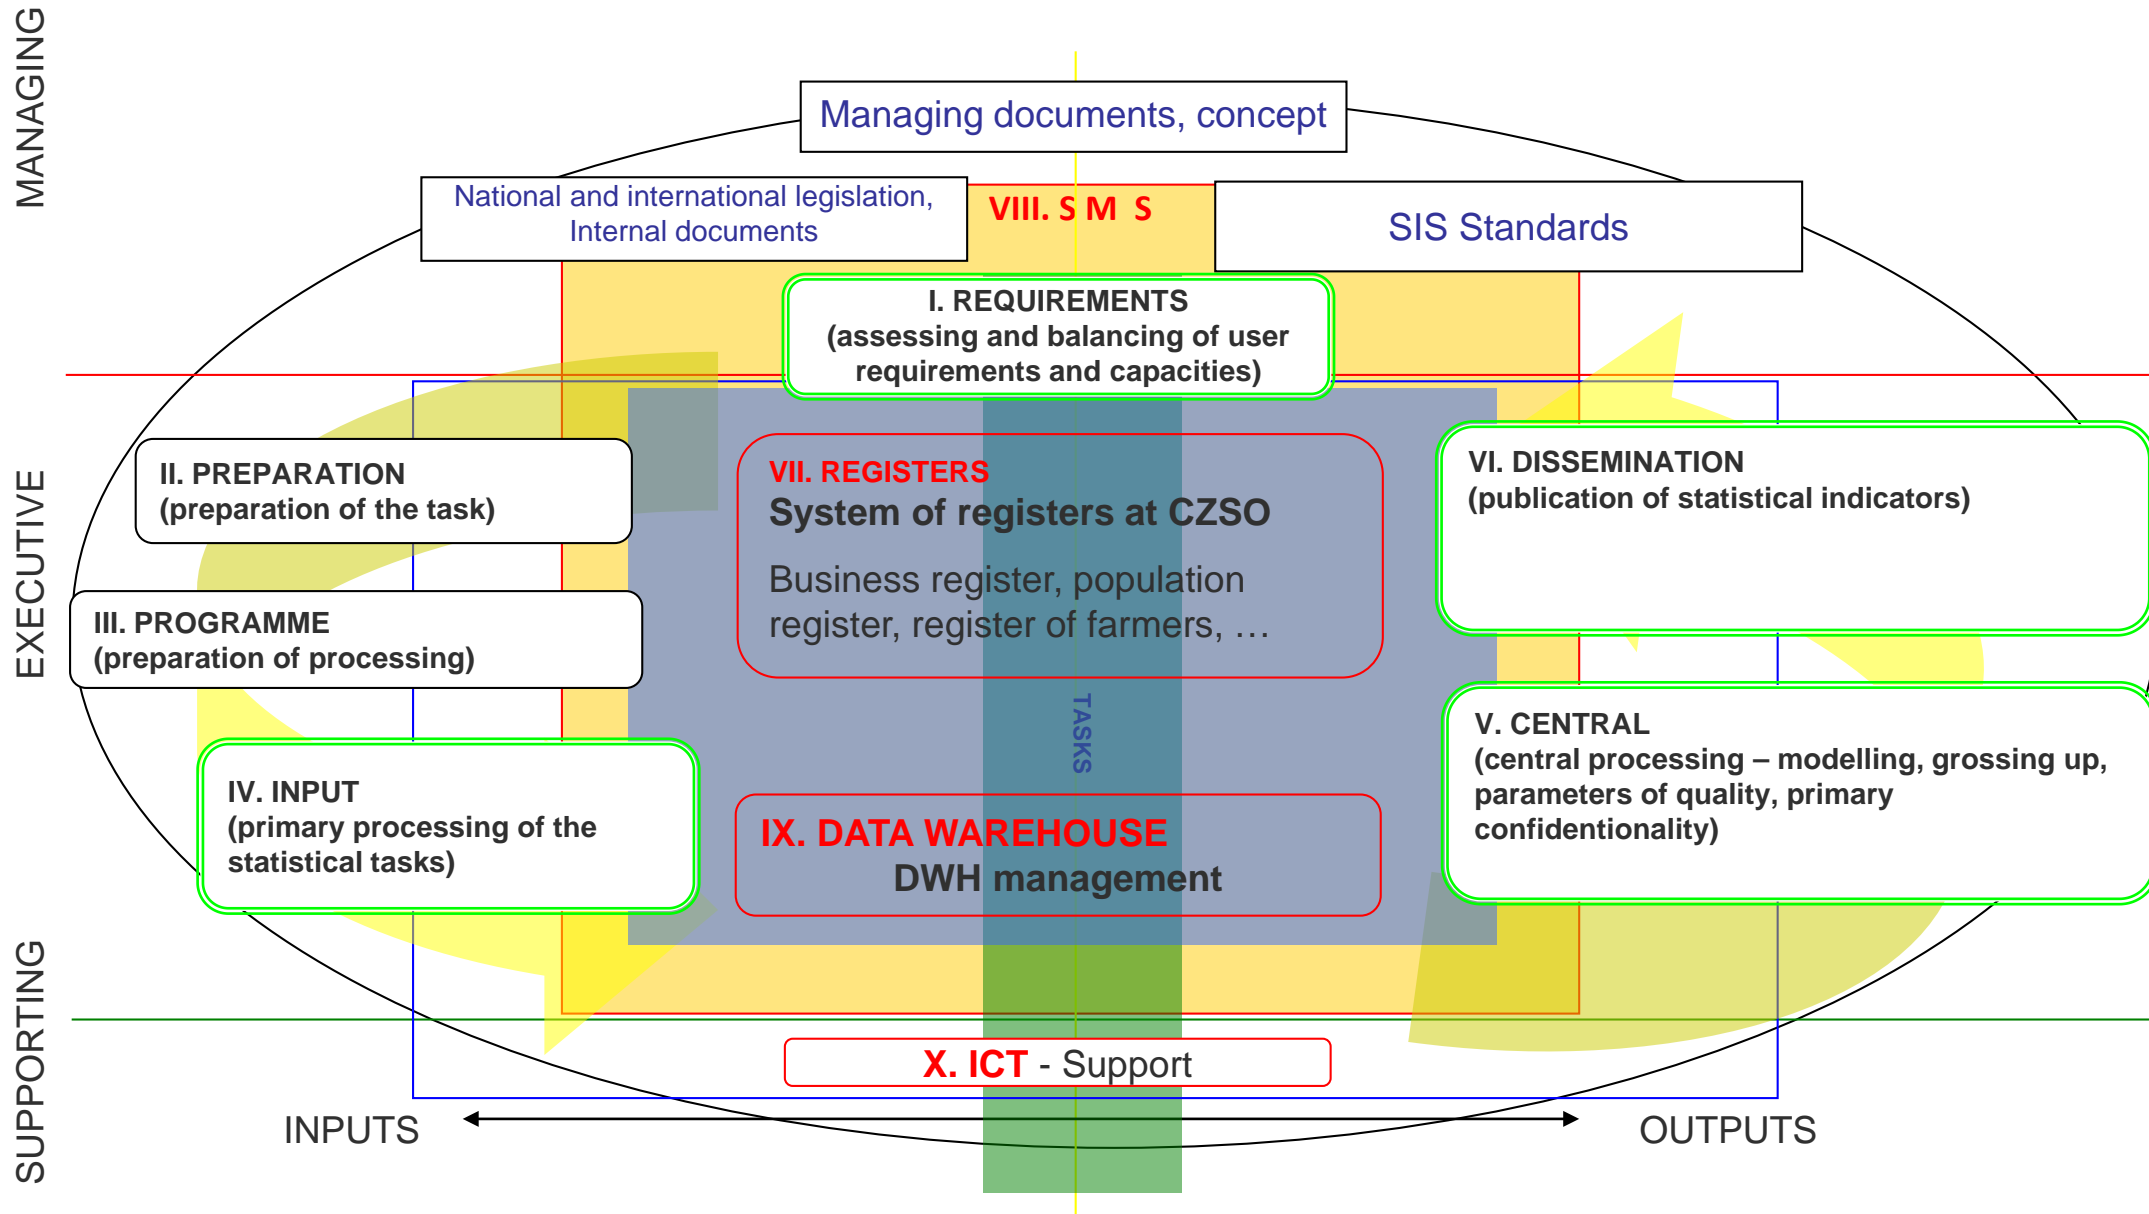 MANAGING
Managing documents, concept
National and international legislation,
Internal documents
VIII. S M  S
SIS Standards
I. REQUIREMENTS
(assessing and balancing of user
requirements and capacities)
EXECUTIVE
II. PREPARATION
(preparation of the task)
III. PROGRAMME
(preparation of processing)
IV. INPUT
(primary processing of the
statistical tasks)
VII. REGISTERS
System of registers at CZSO
Business register, population
register, register of farmers, …
TASKS
IX. DATA WAREHOUSE
DWH management
VI. DISSEMINATION
(publication of statistical indicators)
V. CENTRAL
(central processing – modelling, grossing up,
parameters of quality, primary
confidentionality)
SUPPORTING
X. ICT - Support
INPUTS
OUTPUTS